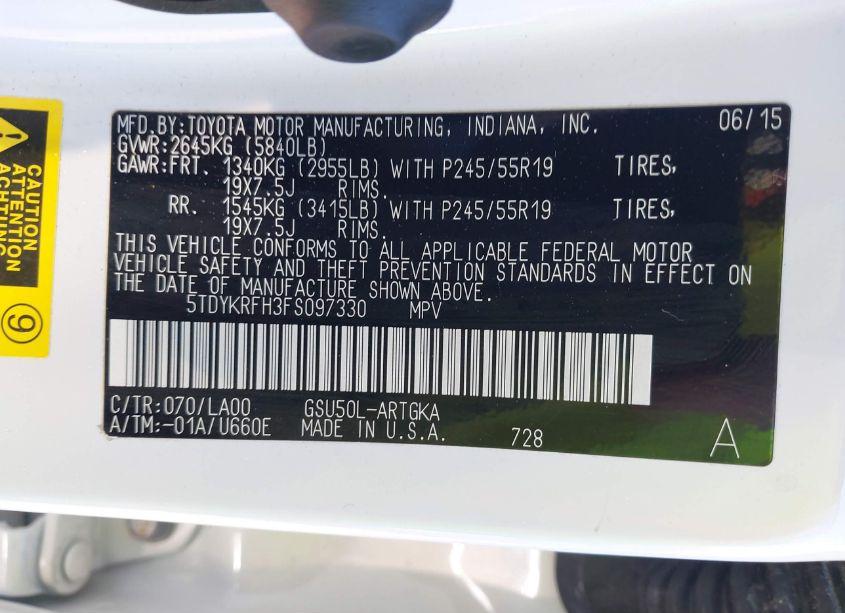 MFD.BY:TOYOTA MOTOR MANUFACTURING, INDIANA, INC. 06/15
GVWR:2645KG (5840LB)
GAWR:FRT. 1340KG (2955LB) WITH P245/55R19 TIRES,
19X7.5J RIMS.
RR. 1545KG (3415LB) WITH P245/55R19 TIRES,
19X7.5J RIMS.
THIS VEHICLE CONFORMS TO ALL APPLICABLE FEDERAL MOTOR
VEHICLE SAFETY AND THEFT PREVENTION STANDARDS IN EFFECT ON
THE DATE OF MANUFACTURE SHOWN ABOVE.
5TDYKRFH3FS097330 MPV
C/TR:070/LA00 GSU50L-ARTGKA
A/TM:-01A/U660E MADE IN U.S.A. 728 A
CAUTION
ATTENTION
ACHTUNG
9